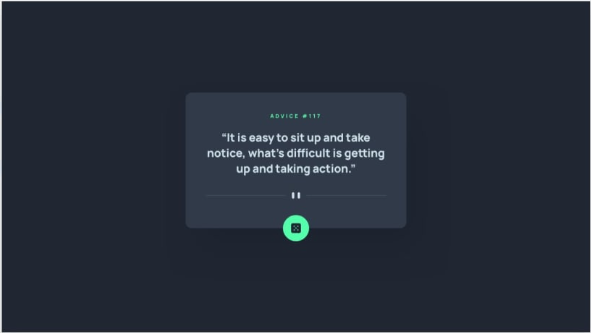 ADVICE #117
“It is easy to sit up and take
notice, what's difficult is getting
up and taking action.”